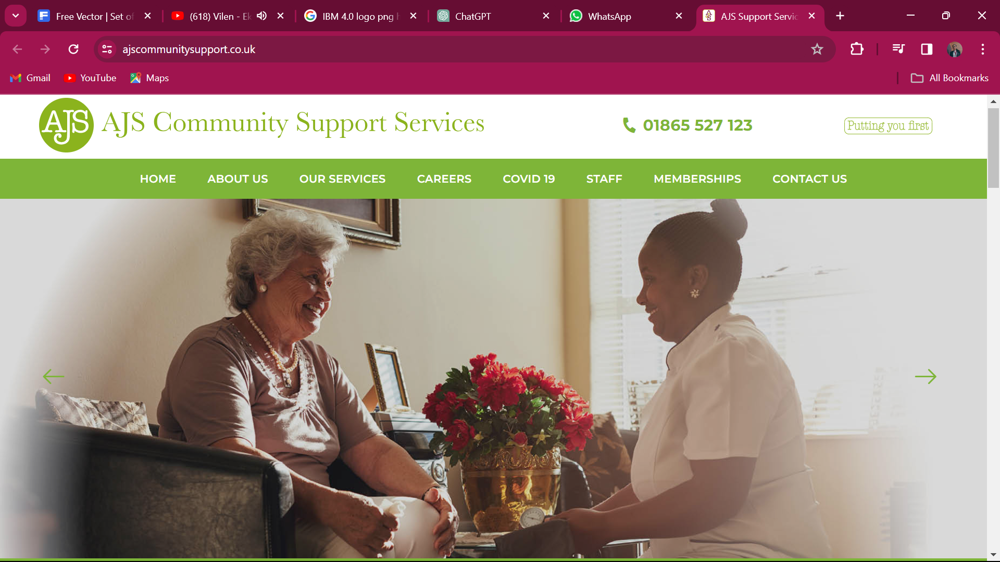 Free Vector | Set of
(618) Vilen - Ek
IBM 4.0 logo png h
ChatGPT
WhatsApp
AJS Support Servic
ajscommunitysupport.co.uk
Gmail
YouTube
Maps
All Bookmarks
AJS AJS Community Support Services
01865 527 123
Putting you first
HOME
ABOUT US
OUR SERVICES
CAREERS
COVID 19
STAFF
MEMBERSHIPS
CONTACT US